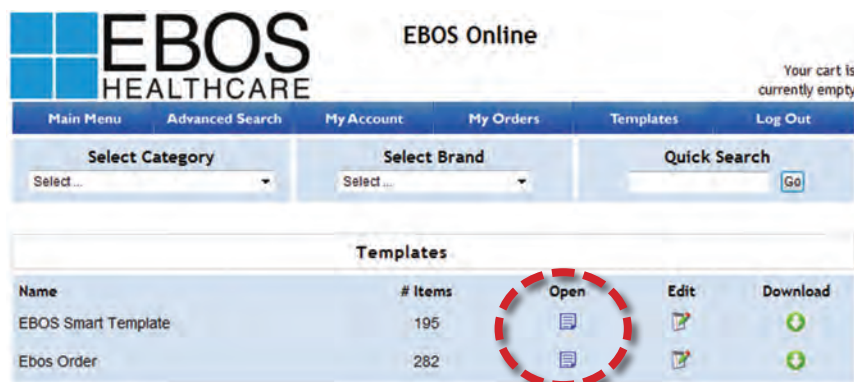 EBOS
HEALTHCARE
EBOS Online
Your cart is
currently empty
Main Menu Advanced Search My Account My Orders Templates Log Out
Select Category Select Brand Quick Search
Select ... Select ... Go
Templates
Name # Items Open Edit Download
EBOS Smart Template 195
Ebos Order 282